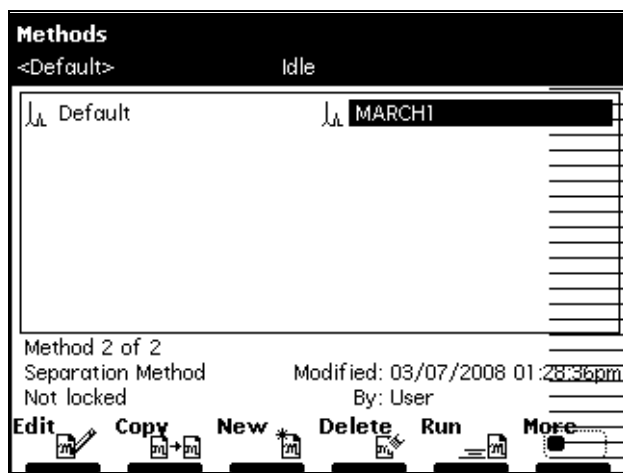 Methods
<Default> Idle
Default MARCH1
Method 2 of 2
Separation Method Modified: 03/07/2008 01:28:36pm
Not locked By: User
Edit Copy New Delete Run More